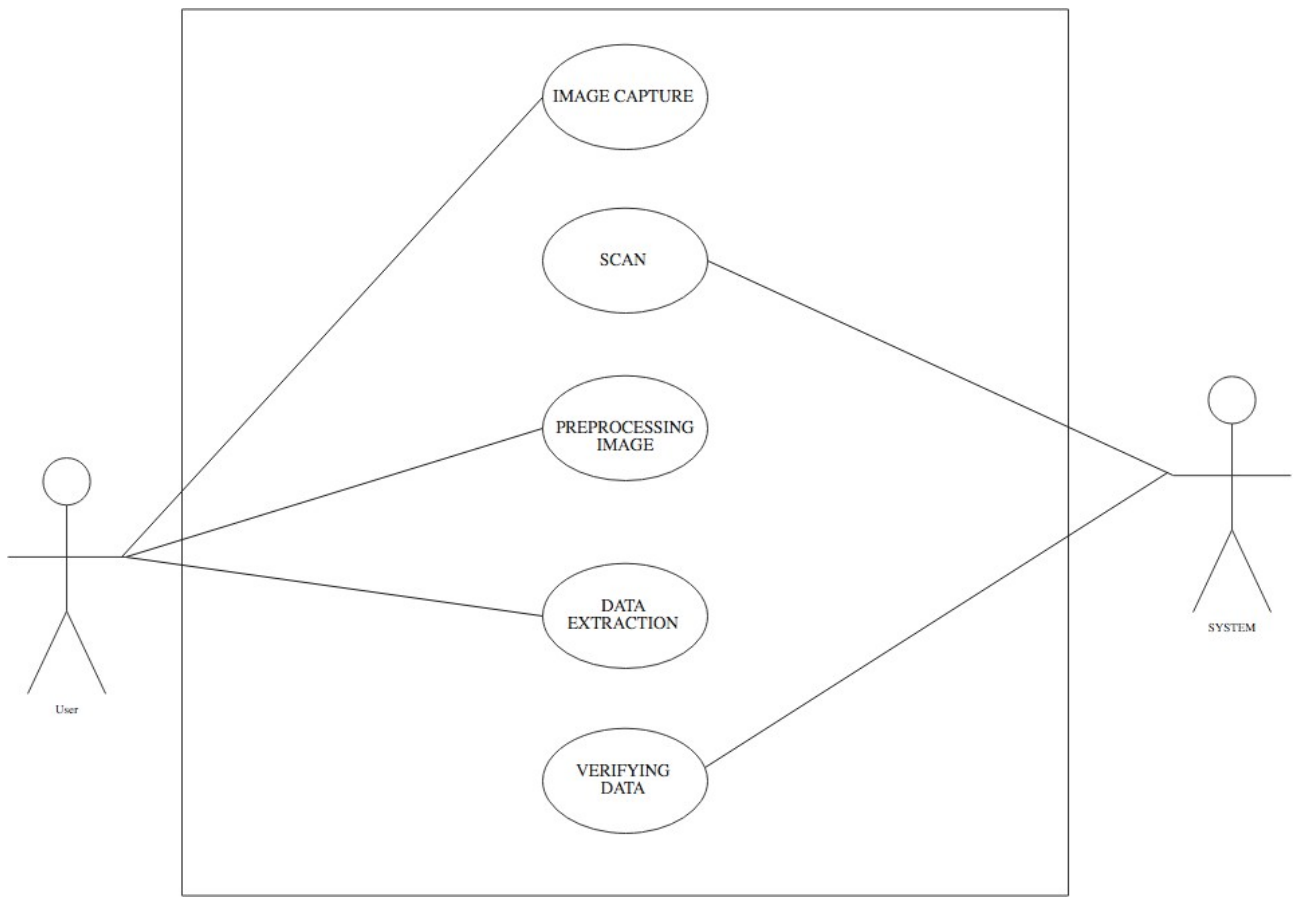 IMAGE CAPTURE
SCAN
PREPROCESSING
IMAGE
DATA
EXTRACTION
VERIFYING
DATA
User
SYSTEM